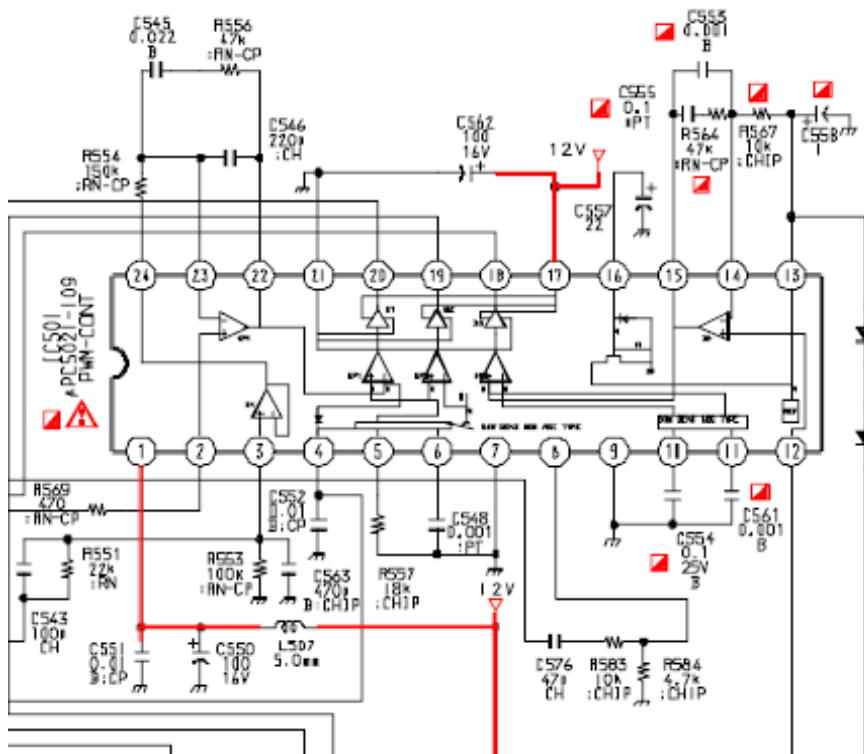 C545
0.022
B
R556
47k
:RN-CP
C546
220p
:CH
R554
150k
:RN-CP
C562
100
16V
12V
C553
0.001
B
C555
0.1
R564
47k
R567
10k
:CHIP
C558
1
C557
22
24
23
22
21
20
19
18
17
16
15
14
13
IC501
PWM-CONT
1
2
3
4
5
6
7
8
9
10
11
12
R569
470
:RN-CP
R551
22k
:RN
C543
100p
CH
R553
100k
:RN-CP
C552
0.01
B:CP
C563
470p
B:CHIP
R557
18k
:CHIP
C548
0.001
:PT
12V
C551
0.01
B:CP
C550
100
16V
L507
5.0mm
C576
47p
CH
R583
10k
:CHIP
R584
4.7k
:CHIP
C554
0.1
25V
B
C561
0.001
B